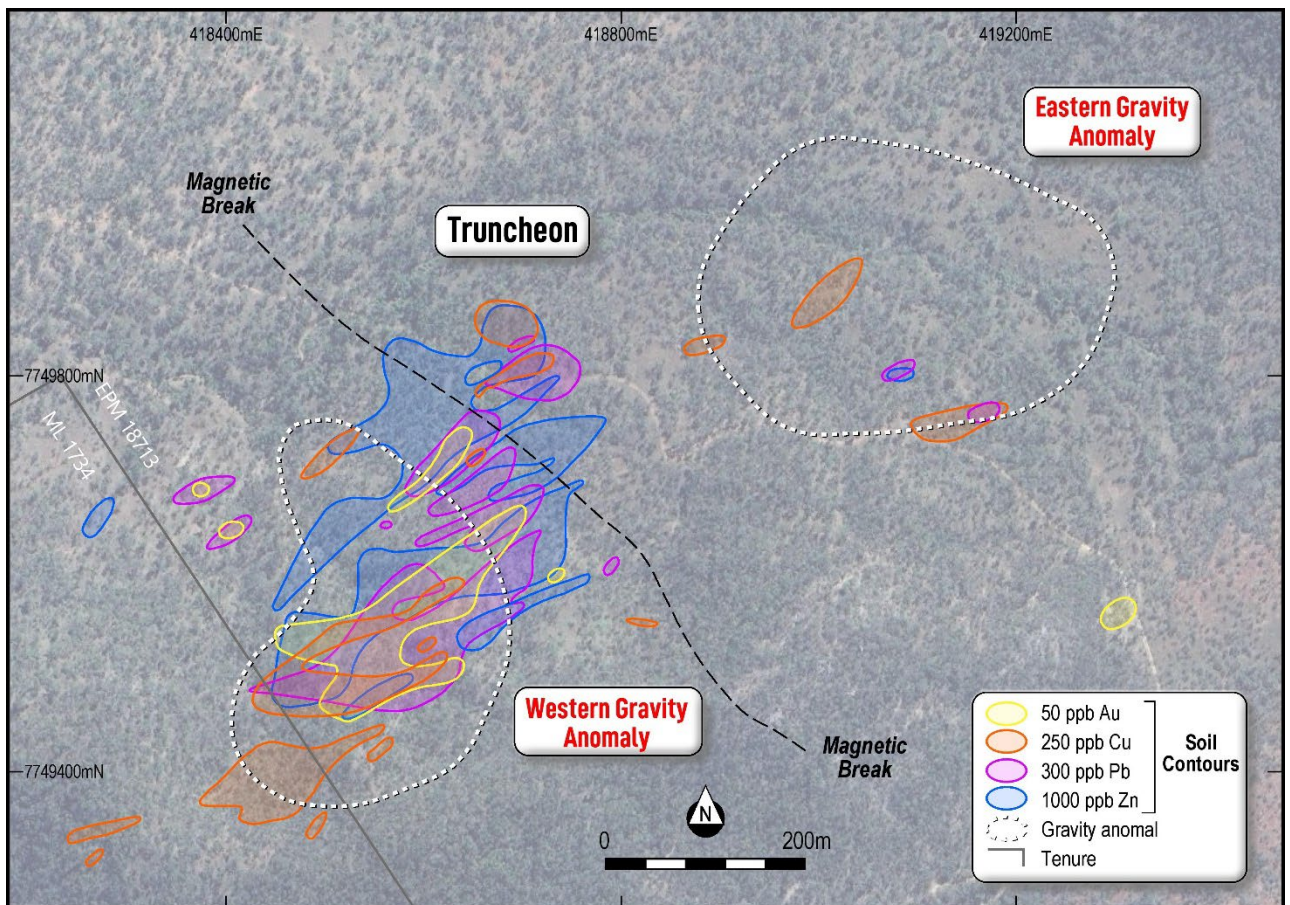 418400mE
418800mE
419200mE
Eastern Gravity
Anomaly
Magnetic
Break
Truncheon
7749800mN
EPM 18713
ML 1734
Western Gravity
Anomaly
Magnetic
Break
7749400mN
N
0
200m
50 ppb Au
250 ppb Cu
300 ppb Pb
1000 ppb Zn
Soil
Contours
Gravity anomal
Tenure